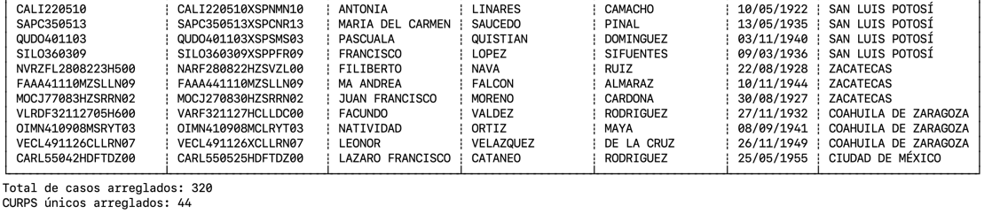 CALI220510 ¦ CALI220510XSPNMN10 ¦ ANTONIA ¦ LINARES ¦ CAMACHO ¦ 10/05/1922 ¦ SAN LUIS POTOSÍ
SAPC350513 ¦ SAPC350513XSPCNR13 ¦ MARIA DEL CARMEN ¦ SAUCEDO ¦ PINAL ¦ 13/05/1935 ¦ SAN LUIS POTOSÍ
QUDO401103 ¦ QUDO401103XSPSMS03 ¦ PASCUALA ¦ QUISTIAN ¦ DOMINGUEZ ¦ 03/11/1940 ¦ SAN LUIS POTOSÍ
SILO360309 ¦ SILO360309XSPPFR09 ¦ FRANCISCO ¦ LOPEZ ¦ SIFUENTES ¦ 09/03/1936 ¦ SAN LUIS POTOSÍ
NVRZFL2808223H500 ¦ NARF280822HZSVZL00 ¦ FILIBERTO ¦ NAVA ¦ RUIZ ¦ 22/08/1928 ¦ ZACATECAS
FAAA41110MZSLLN09 ¦ FAAA441110MZSLLN09 ¦ MA ANDREA ¦ FALCON ¦ ALMARAZ ¦ 10/11/1944 ¦ ZACATECAS
MOCJ77083HZSRRN02 ¦ MOCJ270830HZSRRN02 ¦ JUAN FRANCISCO ¦ MORENO ¦ CARDONA ¦ 30/08/1927 ¦ ZACATECAS
VLRDF32112705H600 ¦ VARF321127HCLLDC00 ¦ FACUNDO ¦ VALDEZ ¦ RODRIGUEZ ¦ 27/11/1932 ¦ COAHUILA DE ZARAGOZA
OIMN410908MSRYT03 ¦ OIMN410908MCLRYT03 ¦ NATIVIDAD ¦ ORTIZ ¦ MAYA ¦ 08/09/1941 ¦ COAHUILA DE ZARAGOZA
VECL491126CLLRN07 ¦ VECL491126XCLLRN07 ¦ LEONOR ¦ VELAZQUEZ ¦ DE LA CRUZ ¦ 26/11/1949 ¦ COAHUILA DE ZARAGOZA
CARL55042HDFTDZ00 ¦ CARL550525HDFTDZ00 ¦ LAZARO FRANCISCO ¦ CATANEO ¦ RODRIGUEZ ¦ 25/05/1955 ¦ CIUDAD DE MÉXICO
Total de casos arreglados: 320
CURPS únicos arreglados: 44